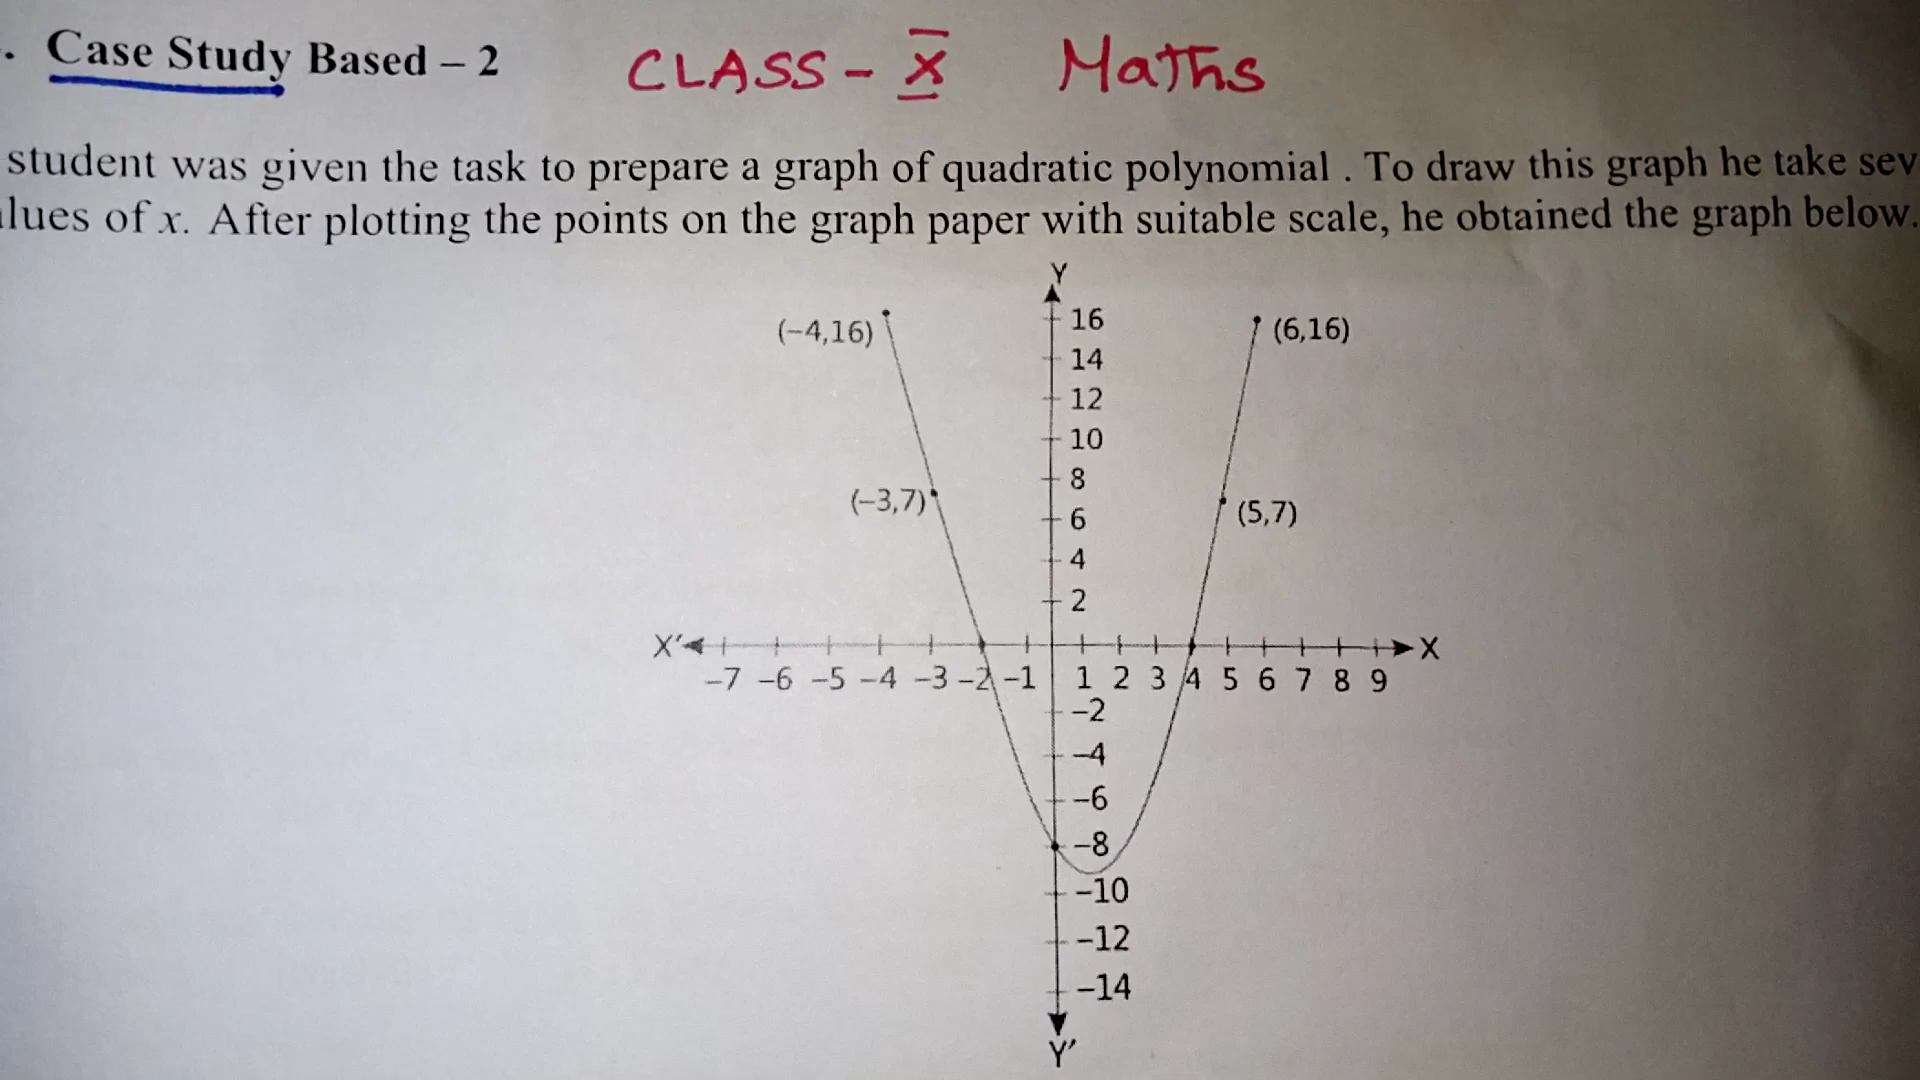 . Case Study Based – 2 CLASS - X Maths
student was given the task to prepare a graph of quadratic polynomial . To draw this graph he take sev
lues of x. After plotting the points on the graph paper with suitable scale, he obtained the graph below.
Y
(−4,16) 16 (6,16)
14
12
10
8
(−3,7) 6 (5,7)
4
2
X′ X
−7 −6 −5 −4 −3 −2 −1 1 2 3 4 5 6 7 8 9
−2
−4
−6
−8
−10
−12
−14
Y′